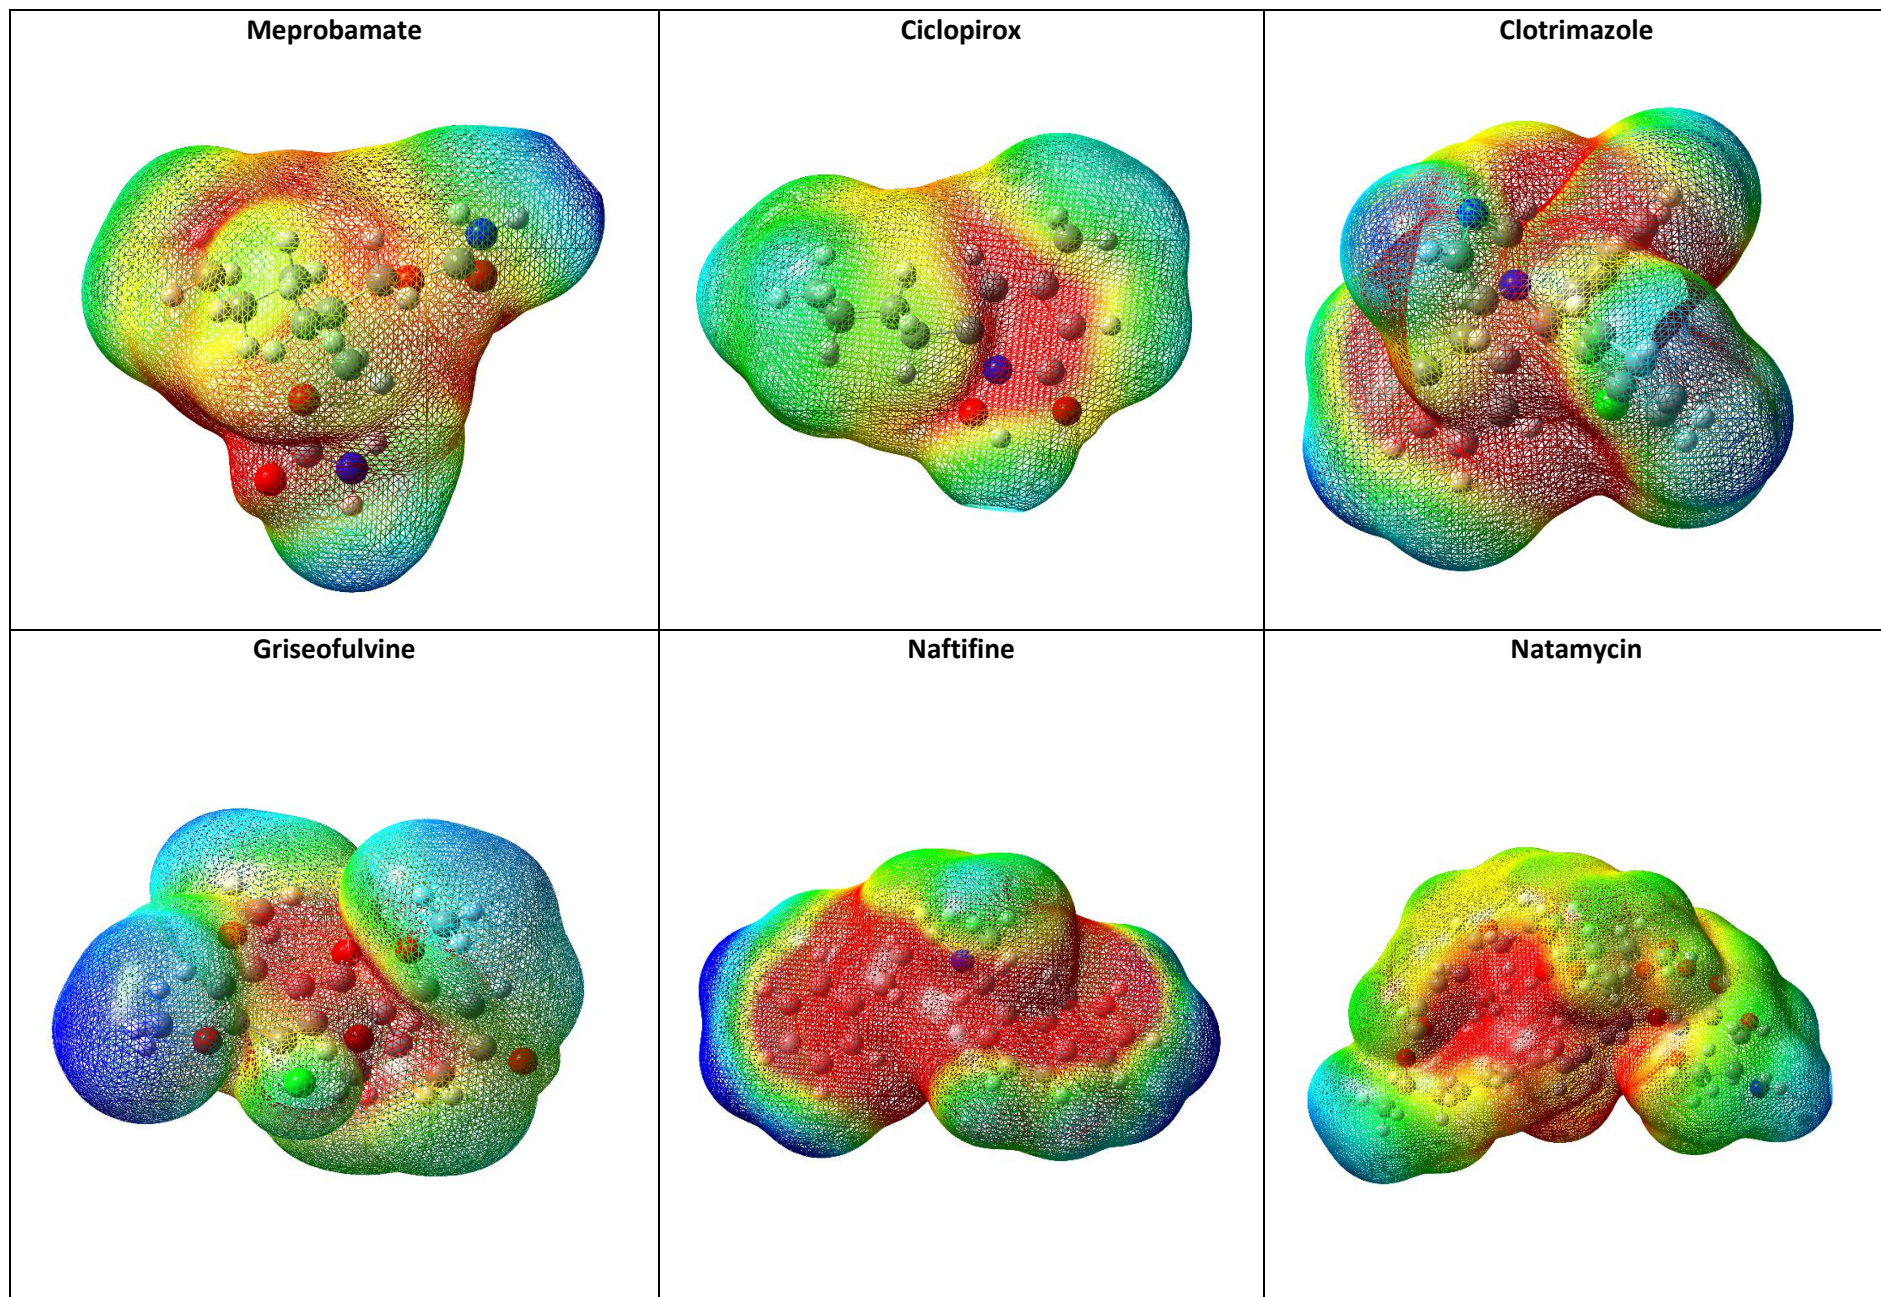 Meprobamate
Ciclopirox
Clotrimazole
Griseofulvine
Naftifine
Natamycin